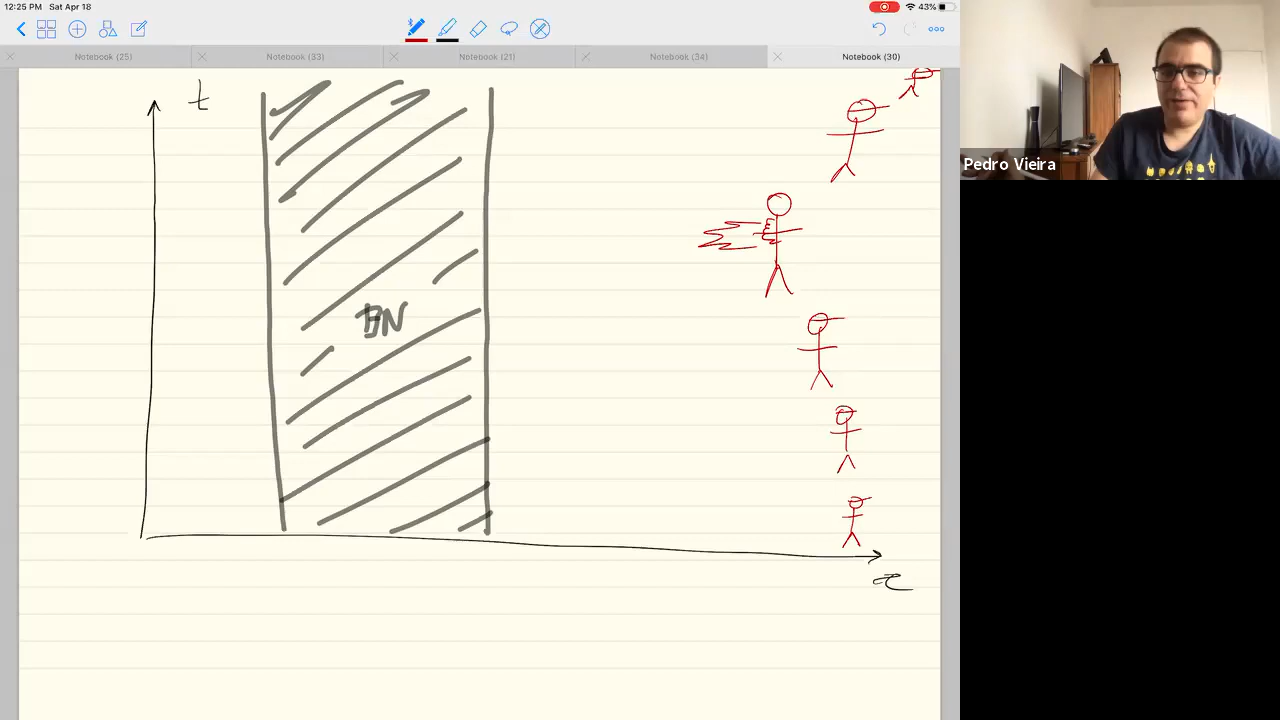 12:25 PM Sat Apr 18
43%
Notebook (25)
Notebook (33)
Notebook (21)
Notebook (34)
Notebook (30)
t
BN
x
Pedro Vieira